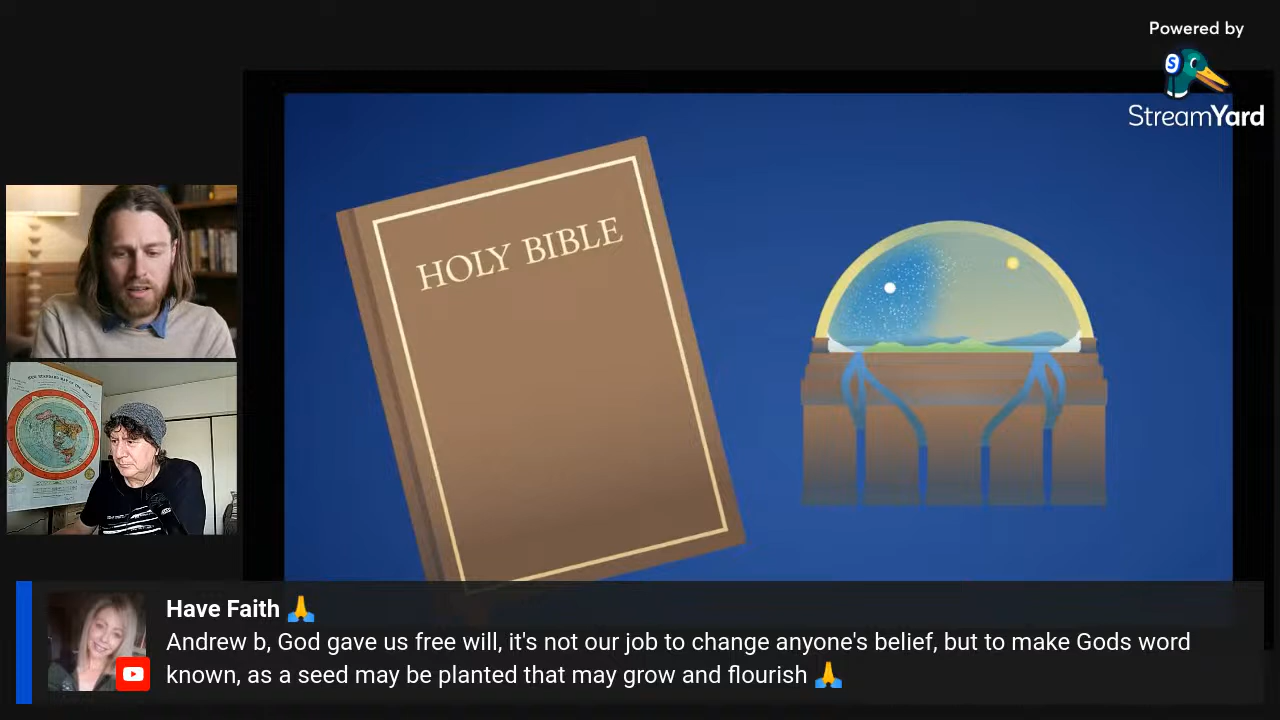 Powered by
S
StreamYard
HOLY BIBLE
Have Faith 🙏
Andrew b, God gave us free will, it's not our job to change anyone's belief, but to make Gods word
known, as a seed may be planted that may grow and flourish 🙏